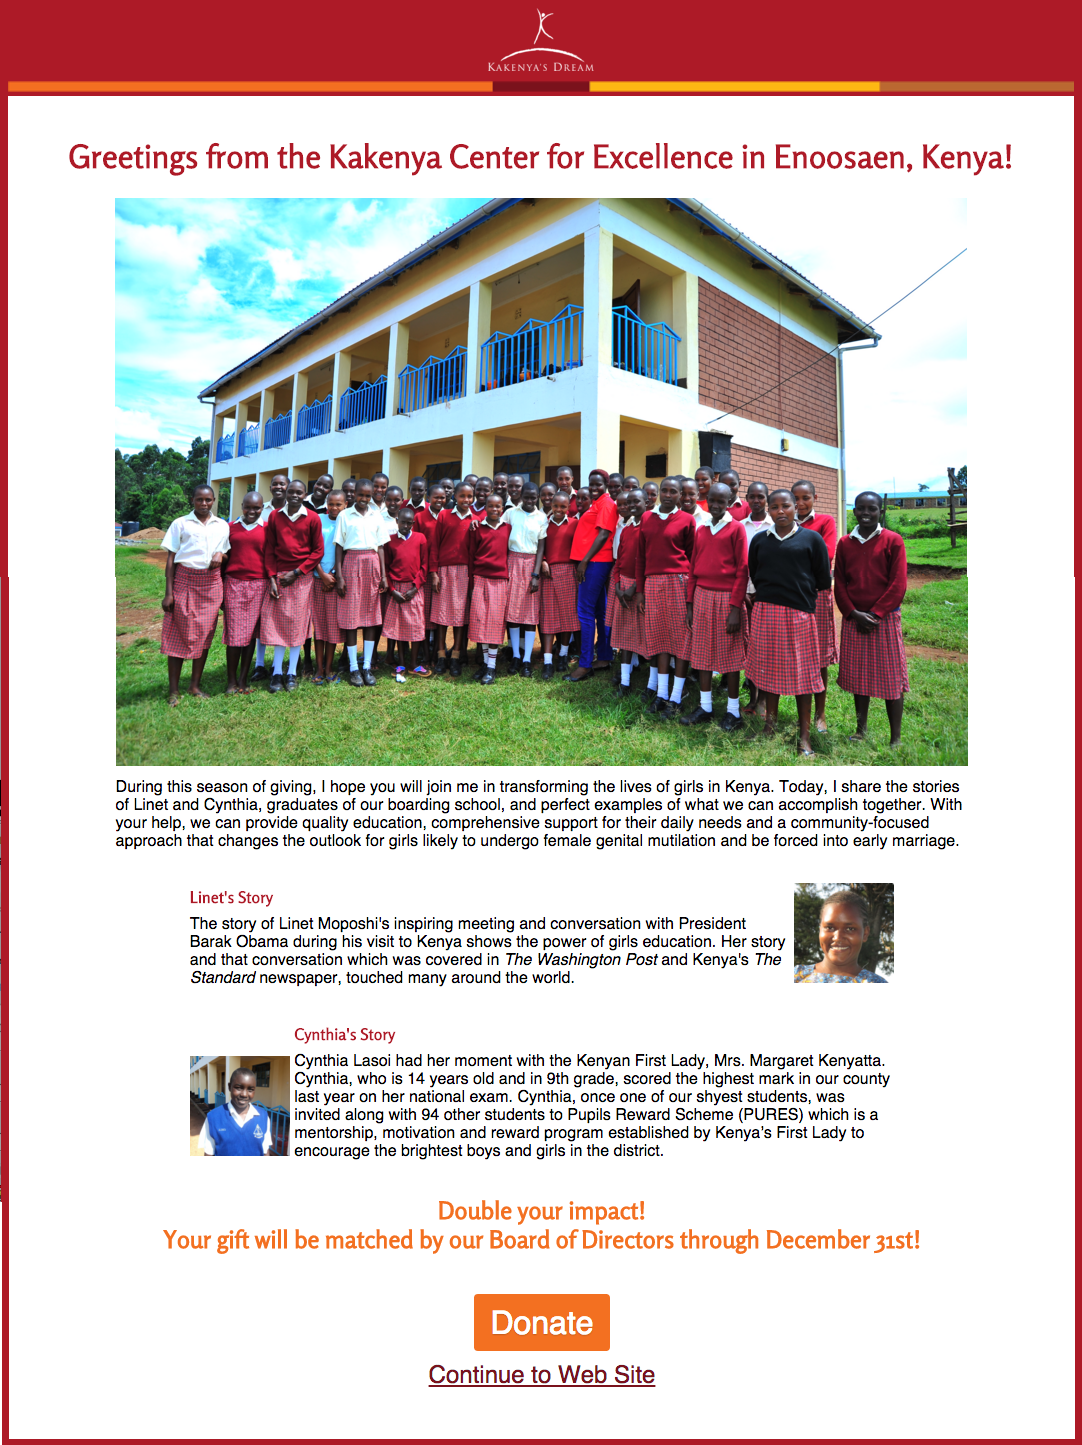 KAKENYA'S DREAM
Greetings from the Kakenya Center for Excellence in Enoosaen, Kenya!
During this season of giving, I hope you will join me in transforming the lives of girls in Kenya. Today, I share the stories
of Linet and Cynthia, graduates of our boarding school, and perfect examples of what we can accomplish together. With
your help, we can provide quality education, comprehensive support for their daily needs and a community-focused
approach that changes the outlook for girls likely to undergo female genital mutilation and be forced into early marriage.
Linet's Story
The story of Linet Moposhi's inspiring meeting and conversation with President
Barak Obama during his visit to Kenya shows the power of girls education. Her story
and that conversation which was covered in The Washington Post and Kenya's The
Standard newspaper, touched many around the world.
Cynthia's Story
Cynthia Lasoi had her moment with the Kenyan First Lady, Mrs. Margaret Kenyatta.
Cynthia, who is 14 years old and in 9th grade, scored the highest mark in our county
last year on her national exam. Cynthia, once one of our shyest students, was
invited along with 94 other students to Pupils Reward Scheme (PURES) which is a
mentorship, motivation and reward program established by Kenya’s First Lady to
encourage the brightest boys and girls in the district.
Double your impact!
Your gift will be matched by our Board of Directors through December 31st!
Donate
Continue to Web Site